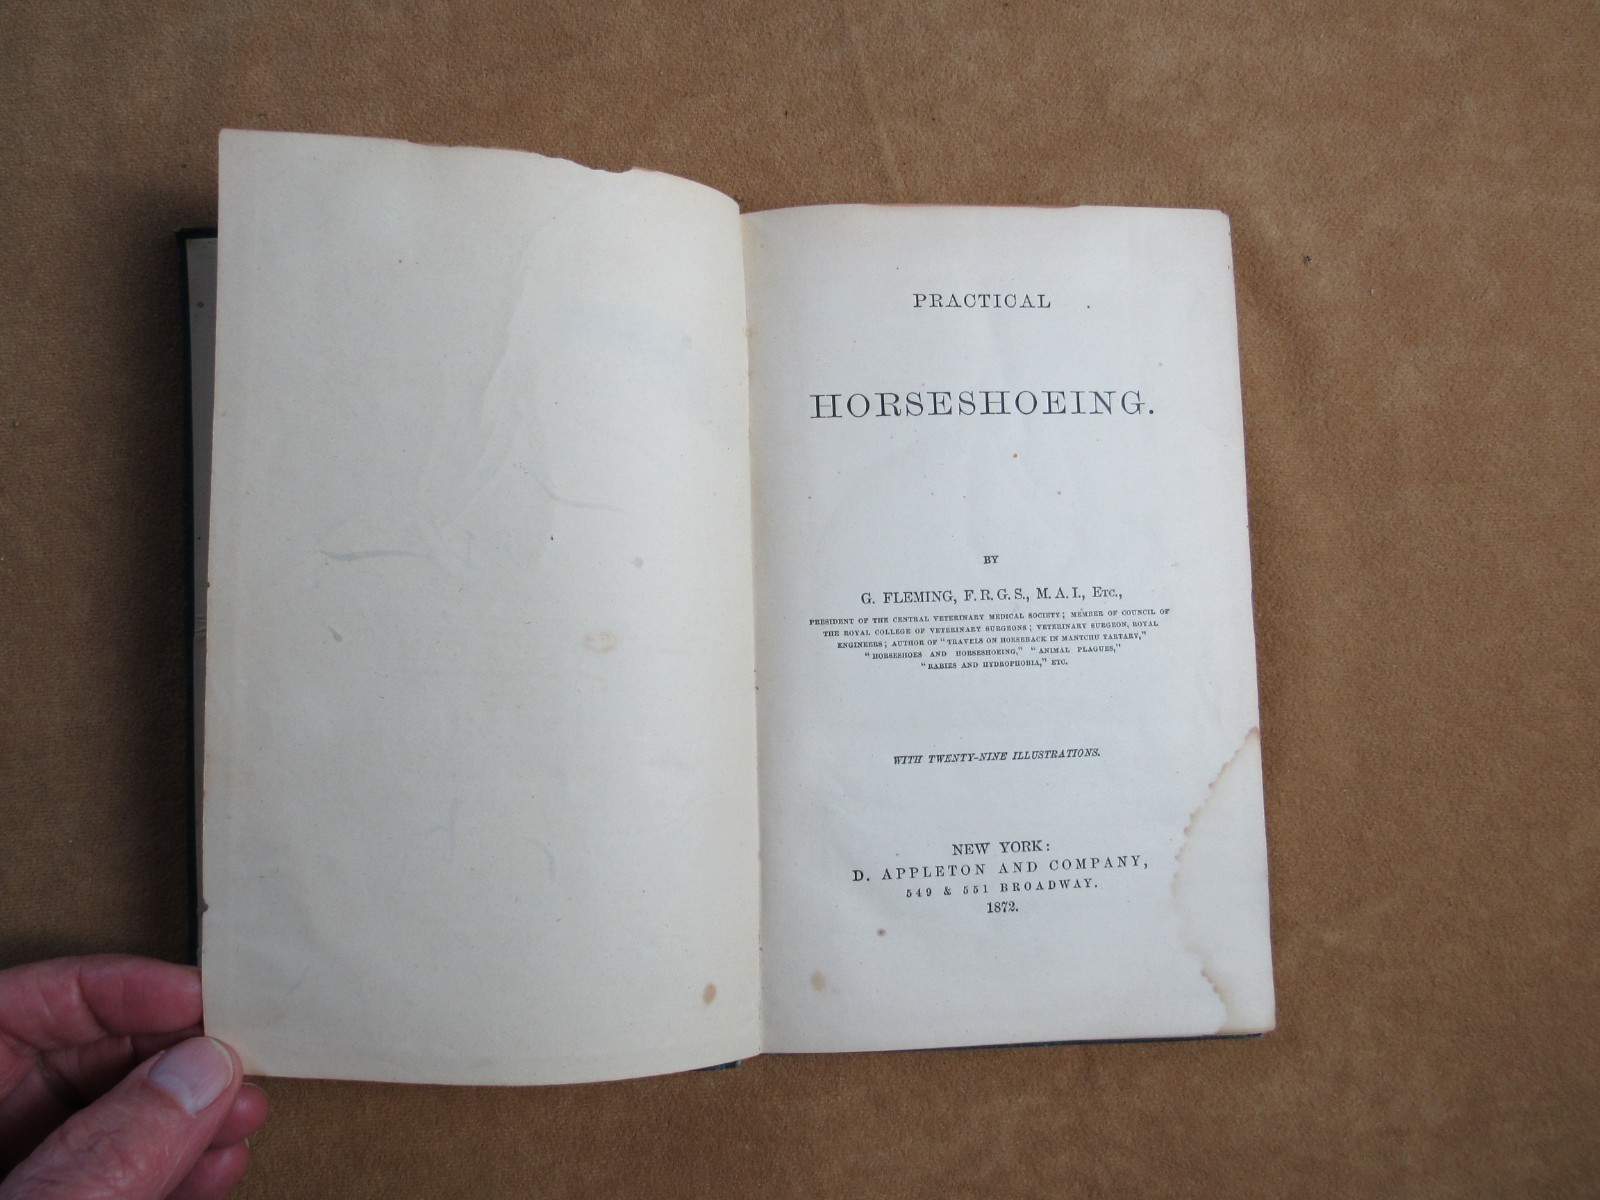 PRACTICAL
HORSESHOEING.
BY
G. FLEMING, F. R. G. S., M. A. I., ETC.,
PRESIDENT OF THE CENTRAL VETERINARY MEDICAL SOCIETY; MEMBER OF COUNCIL OF
THE ROYAL COLLEGE OF VETERINARY SURGEONS; VETERINARY SURGEON, ROYAL
ENGINEERS; AUTHOR OF "TRAVELS ON HORSEBACK IN MANTCHU TARTARY,"
"HORSESHOES AND HORSESHOEING," "ANIMAL PLAGUES,"
"RABIES AND HYDROPHOBIA," ETC.
WITH TWENTY-NINE ILLUSTRATIONS.
NEW YORK:
D. APPLETON AND COMPANY,
549 & 551 BROADWAY.
1872.